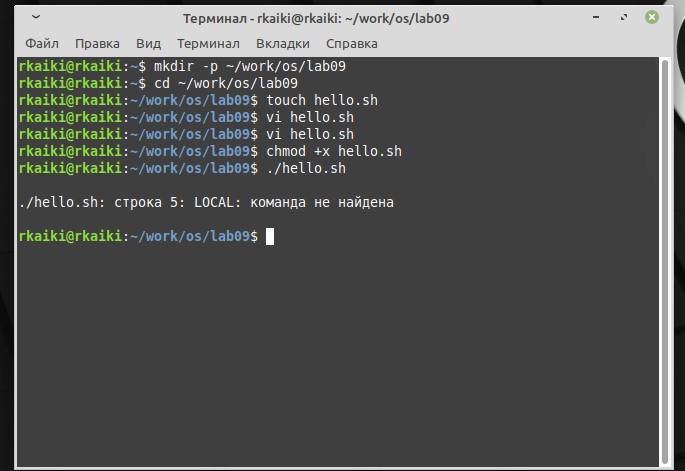 Терминал - rkaiki@rkaiki: ~/work/os/lab09
Файл Правка Вид Терминал Вкладки Справка
rkaiki@rkaiki:~$ mkdir -p ~/work/os/lab09
rkaiki@rkaiki:~$ cd ~/work/os/lab09
rkaiki@rkaiki:~/work/os/lab09$ touch hello.sh
rkaiki@rkaiki:~/work/os/lab09$ vi hello.sh
rkaiki@rkaiki:~/work/os/lab09$ vi hello.sh
rkaiki@rkaiki:~/work/os/lab09$ chmod +x hello.sh
rkaiki@rkaiki:~/work/os/lab09$ ./hello.sh
./hello.sh: строка 5: LOCAL: команда не найдена
rkaiki@rkaiki:~/work/os/lab09$